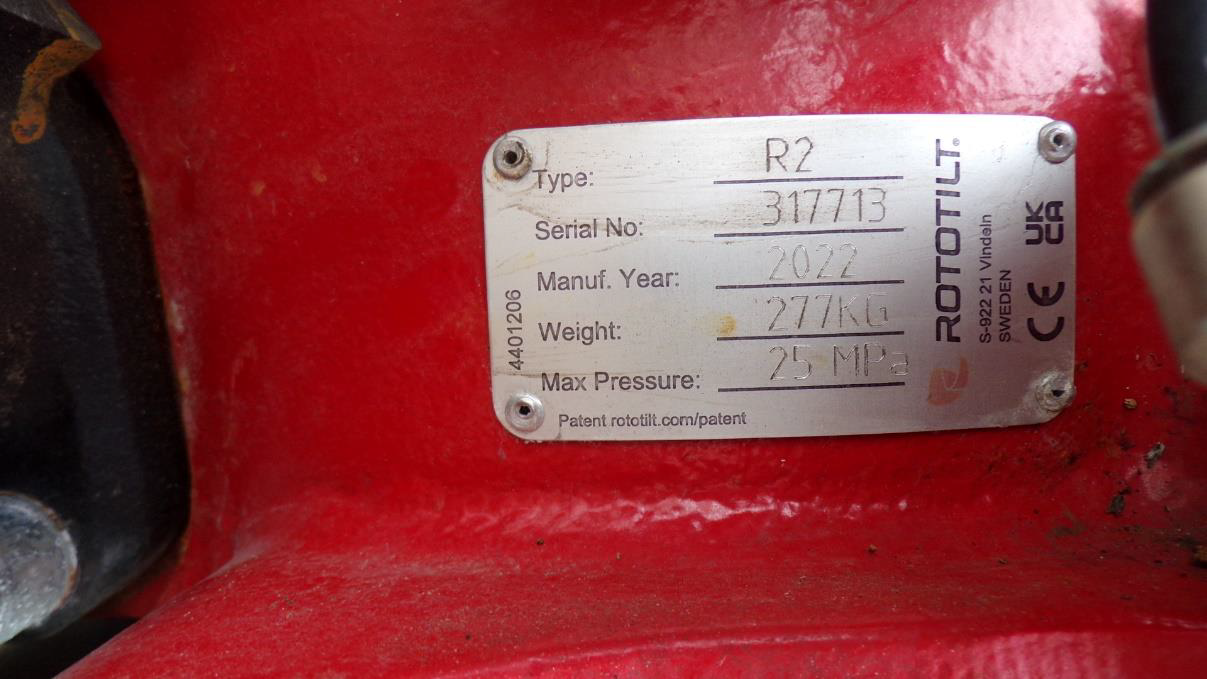 Type: R2
Serial No: 317713
Manuf. Year: 2022
Weight: 277KG
Max Pressure: 25 MPa
Patent rototilt.com/patent
4401206
ROTOTILT®
S-922 21 Vindeln
SWEDEN
CE
UK
CA